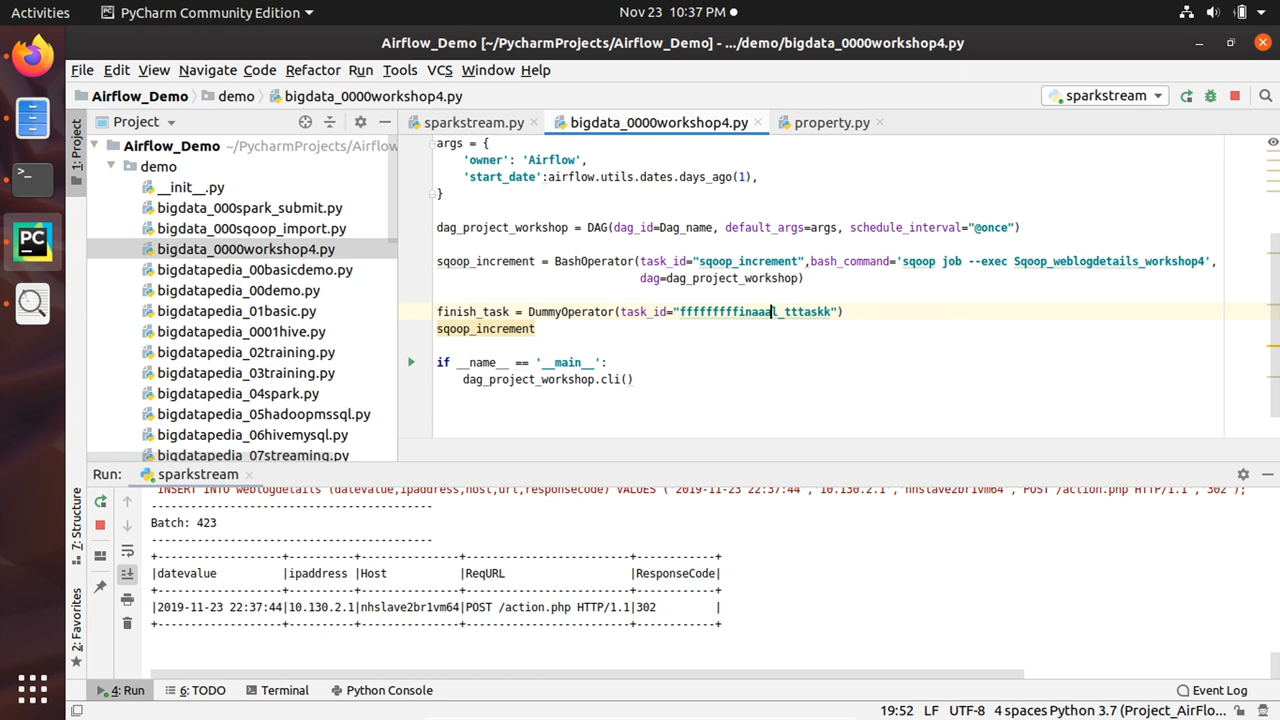 Activities PyCharm Community Edition Nov 23 10:37 PM
Airflow_Demo [~/PycharmProjects/Airflow_Demo] - .../demo/bigdata_0000workshop4.py
File Edit View Navigate Code Refactor Run Tools VCS Window Help
Airflow_Demo demo bigdata_0000workshop4.py sparkstream
Project sparkstream.py bigdata_0000workshop4.py property.py
1: Project
Airflow_Demo ~/PycharmProjects/Airflow
demo
__init__.py
bigdata_000spark_submit.py
bigdata_000sqoop_import.py
bigdata_0000workshop4.py
bigdatapedia_00basicdemo.py
bigdatapedia_00demo.py
bigdatapedia_01basic.py
bigdatapedia_0001hive.py
bigdatapedia_02training.py
bigdatapedia_03training.py
bigdatapedia_04spark.py
bigdatapedia_05hadoopmssql.py
bigdatapedia_06hivemysql.py
bigdatapedia_07streaming.py
args = {
'owner': 'Airflow',
'start_date':airflow.utils.dates.days_ago(1),
}
dag_project_workshop = DAG(dag_id=Dag_name, default_args=args, schedule_interval="@once")
sqoop_increment = BashOperator(task_id="sqoop_increment",bash_command='sqoop job --exec Sqoop_weblogdetails_workshop4',
dag=dag_project_workshop)
finish_task = DummyOperator(task_id="fffffffffinaaal_tttaskk")
sqoop_increment
if __name__ == '__main__':
dag_project_workshop.cli()
Run: sparkstream
INSERT INTO weblogdetails (datevalue,ipaddress,host,url,responsecode) VALUES ('2019-11-23 22:37:44','10.130.2.1','nhslave2br1vm64','POST /action.php HTTP/1.1','302');
-------------------------------------------
Batch: 423
-------------------------------------------
+-------------------+----------+---------------+-------------------------+------------+
|datevalue |ipaddress |Host |ReqURL |ResponseCode|
+-------------------+----------+---------------+-------------------------+------------+
|2019-11-23 22:37:44|10.130.2.1|nhslave2br1vm64|POST /action.php HTTP/1.1|302 |
+-------------------+----------+---------------+-------------------------+------------+
7: Structure
2: Favorites
4: Run 6: TODO Terminal Python Console Event Log
19:52 LF UTF-8 4 spaces Python 3.7 (Project_AirFlo...